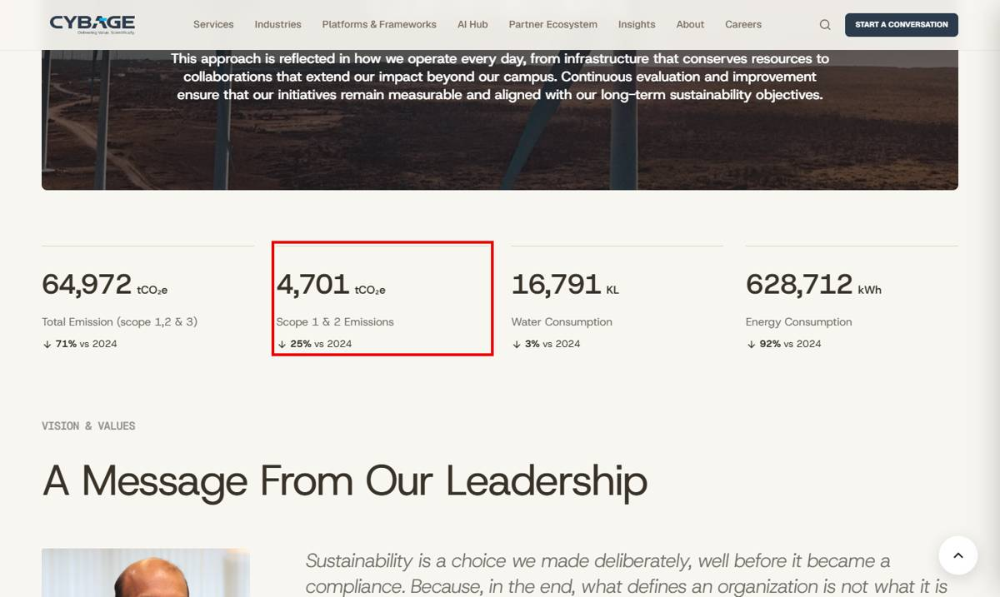 CYBAGE
Delivering Value. Scientifically.
Services Industries Platforms & Frameworks AI Hub Partner Ecosystem Insights About Careers
START A CONVERSATION
This approach is reflected in how we operate every day, from infrastructure that conserves resources to
collaborations that extend our impact beyond our campus. Continuous evaluation and improvement
ensure that our initiatives remain measurable and aligned with our long-term sustainability objectives.
64,972 tCO₂e
Total Emission (scope 1,2 & 3)
↓ 71% vs 2024
4,701 tCO₂e
Scope 1 & 2 Emissions
↓ 25% vs 2024
16,791 KL
Water Consumption
↓ 3% vs 2024
628,712 kWh
Energy Consumption
↓ 92% vs 2024
VISION & VALUES
A Message From Our Leadership
Sustainability is a choice we made deliberately, well before it became a
compliance. Because, in the end, what defines an organization is not what it is